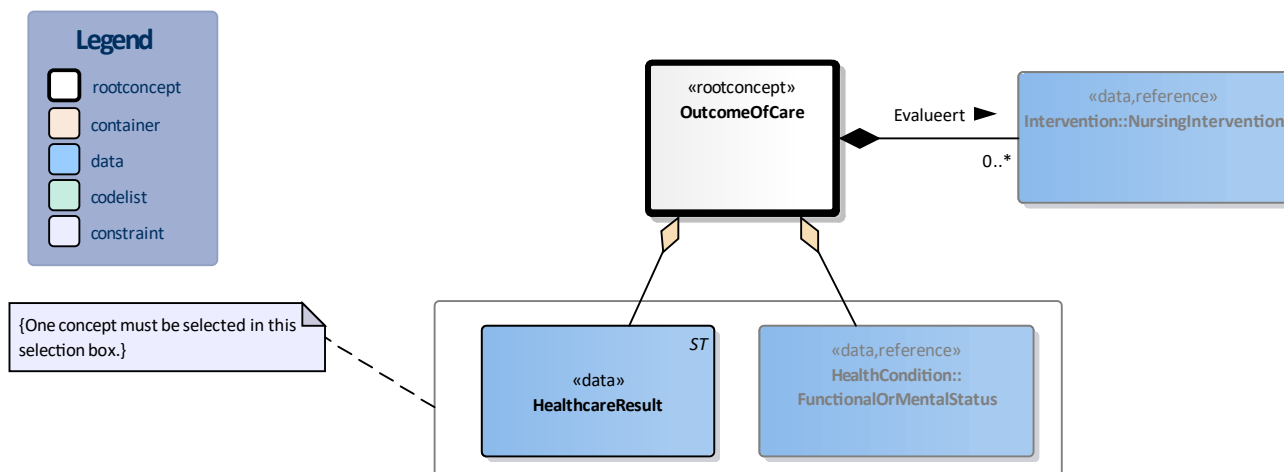 Legend
rootconcept
container
data
codelist
constraint
«rootconcept»
OutcomeOfCare
Evalueert
0..*
«data,reference»
Intervention::NursingIntervention
{One concept must be selected in this
selection box.}
ST
«data»
HealthcareResult
«data,reference»
HealthCondition::
FunctionalOrMentalStatus